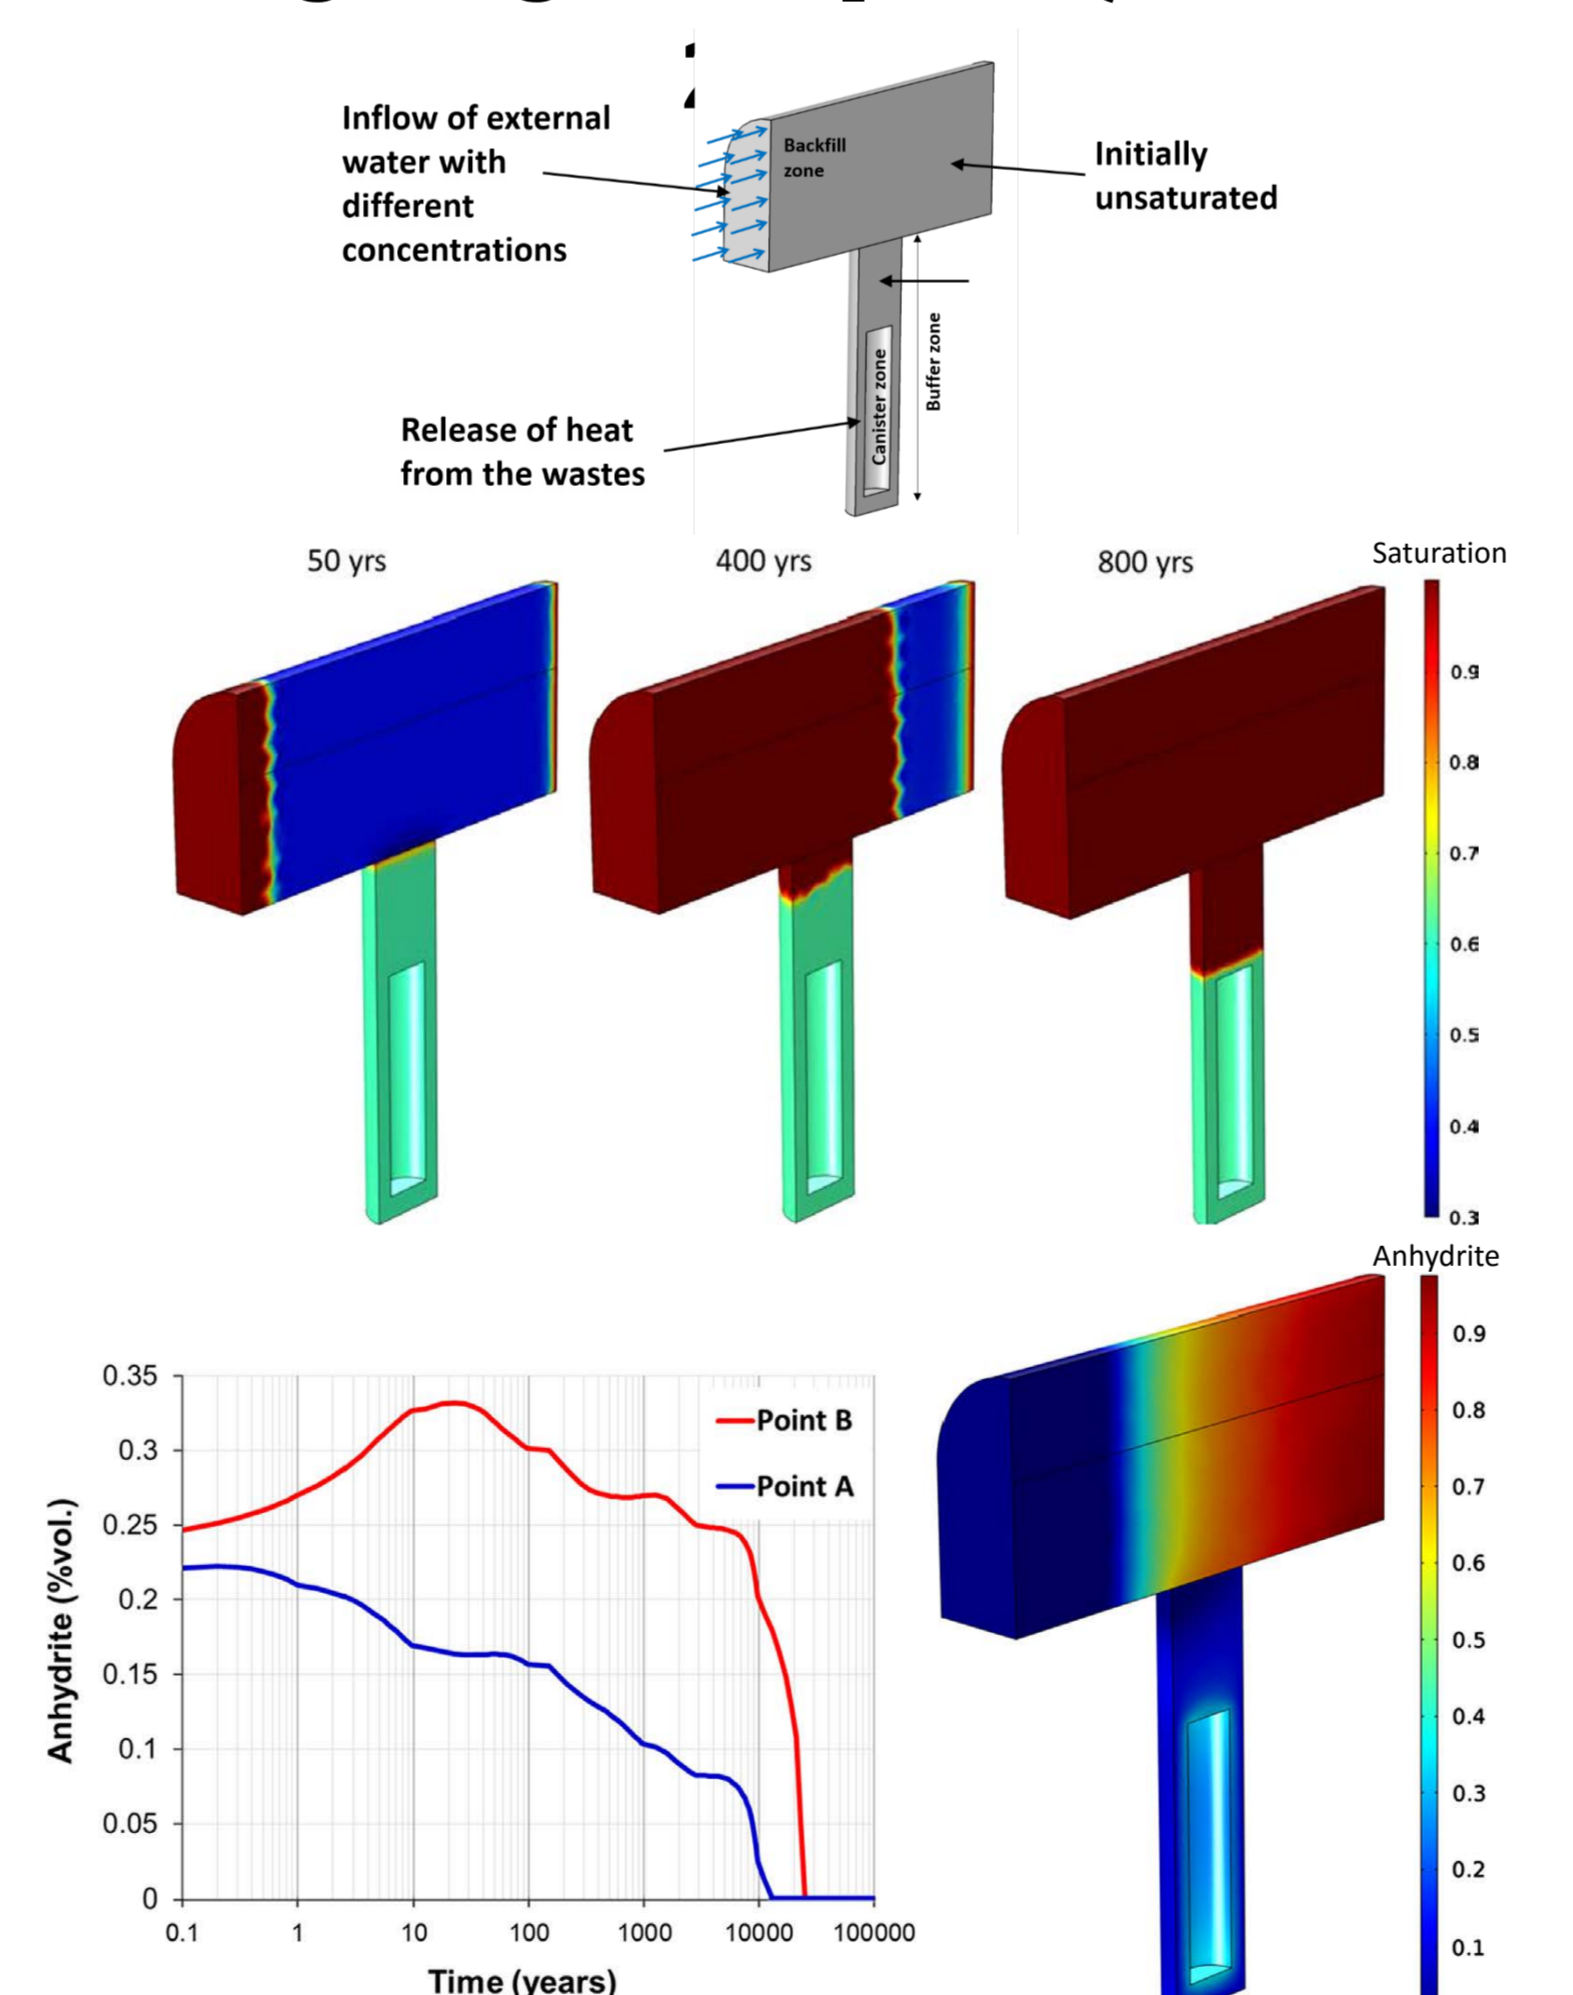 Inflow of external
water with
different
concentrations
Backfill
zone
Initially
unsaturated
Buffer zone
Canister zone
Release of heat
from the wastes
50 yrs
400 yrs
800 yrs
Saturation
0.9
0.8
0.7
0.6
0.5
0.4
0.3
Anhydrite
0.9
0.8
0.7
0.6
0.5
0.4
0.3
0.2
0.1
Anhydrite (%vol.)
0.35
0.3
0.25
0.2
0.15
0.1
0.05
0
Point B
Point A
0.1 1 10 100 1000 10000 100000
Time (years)